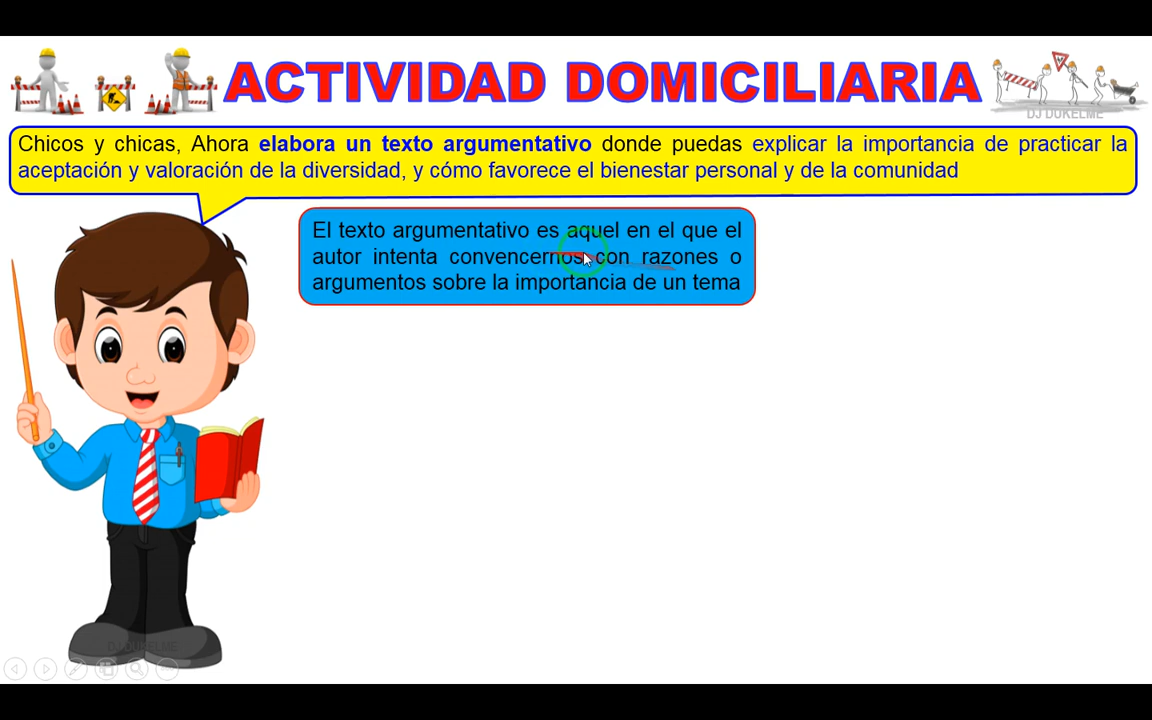 ACTIVIDAD DOMICILIARIA
DJ DUKELME
Chicos y chicas, Ahora elabora un texto argumentativo donde puedas explicar la importancia de practicar la
aceptación y valoración de la diversidad, y cómo favorece el bienestar personal y de la comunidad
El texto argumentativo es aquel en el que el
autor intenta convencernos con razones o
argumentos sobre la importancia de un tema
DJ DUKELME